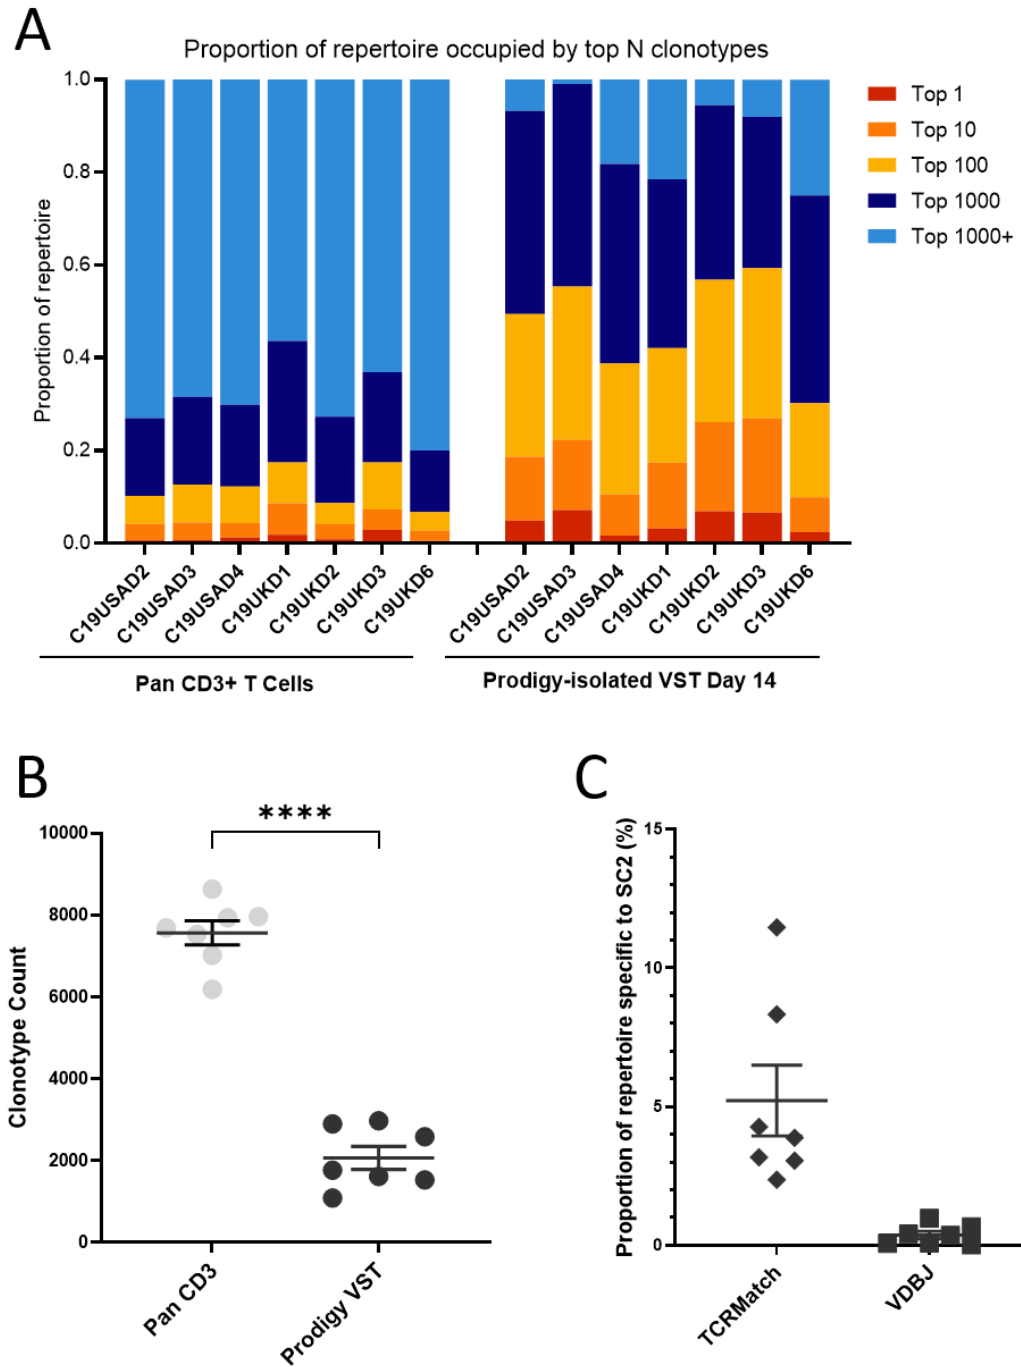 A
Proportion of repertoire occupied by top N clonotypes
Proportion of repertoire
1.0
0.8
0.6
0.4
0.2
0.0
Top 1
Top 10
Top 100
Top 1000
Top 1000+
C19USAD2
C19USAD3
C19USAD4
C19UKD1
C19UKD2
C19UKD3
C19UKD6
C19USAD2
C19USAD3
C19USAD4
C19UKD1
C19UKD2
C19UKD3
C19UKD6
Pan CD3+ T Cells
Prodigy-isolated VST Day 14
B
****
Clonotype Count
10000
8000
6000
4000
2000
0
Pan CD3
Prodigy VST
C
Proportion of repertoire specific to SC2 (%)
15
10
5
0
TCRMatch
VDBJ